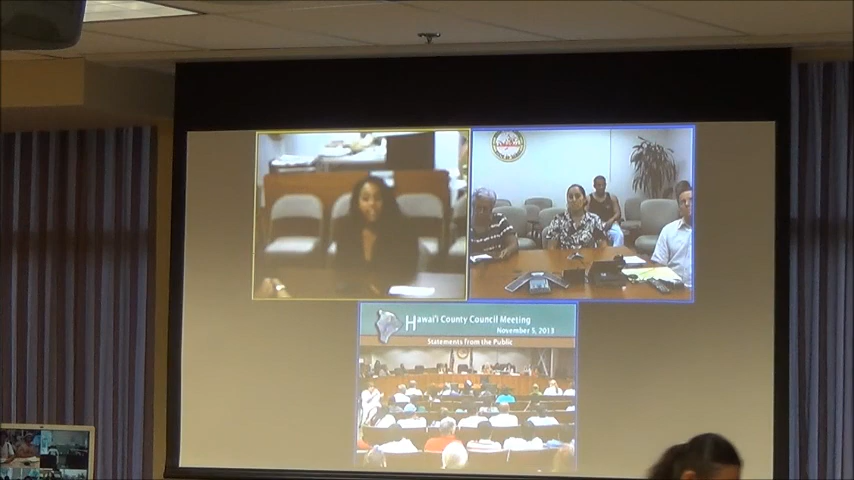 Hawai'i County Council Meeting
November 5, 2013
Statements from the Public